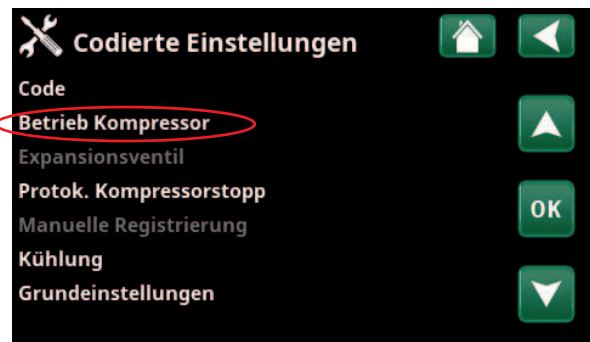 Codierte Einstellungen
Code
Betrieb Kompressor
Expansionsventil
Protok. Kompressorstopp
Manuelle Registrierung
OK
Kühlung
Grundeinstellungen